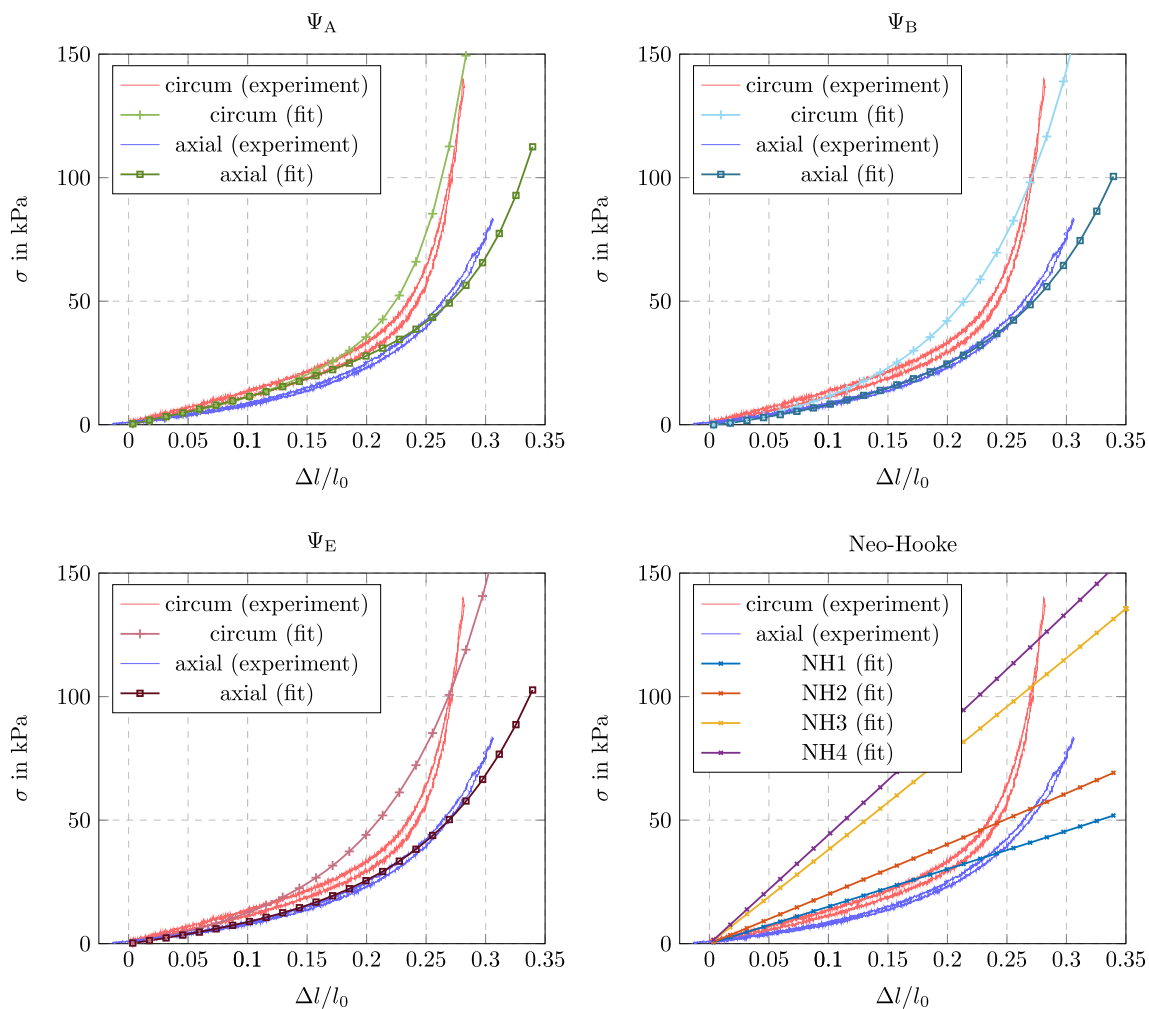 Ψ_A
150
100
50
0
σ in kPa
circum (experiment)
circum (fit)
axial (experiment)
axial (fit)
0 0.05 0.1 0.15 0.2 0.25 0.3 0.35
Δl/l₀
Ψ_B
150
100
50
0
σ in kPa
circum (experiment)
circum (fit)
axial (experiment)
axial (fit)
0 0.05 0.1 0.15 0.2 0.25 0.3 0.35
Δl/l₀
Ψ_E
150
100
50
0
σ in kPa
circum (experiment)
circum (fit)
axial (experiment)
axial (fit)
0 0.05 0.1 0.15 0.2 0.25 0.3 0.35
Δl/l₀
Neo-Hooke
150
100
50
0
σ in kPa
circum (experiment)
axial (experiment)
NH1 (fit)
NH2 (fit)
NH3 (fit)
NH4 (fit)
0 0.05 0.1 0.15 0.2 0.25 0.3 0.35
Δl/l₀